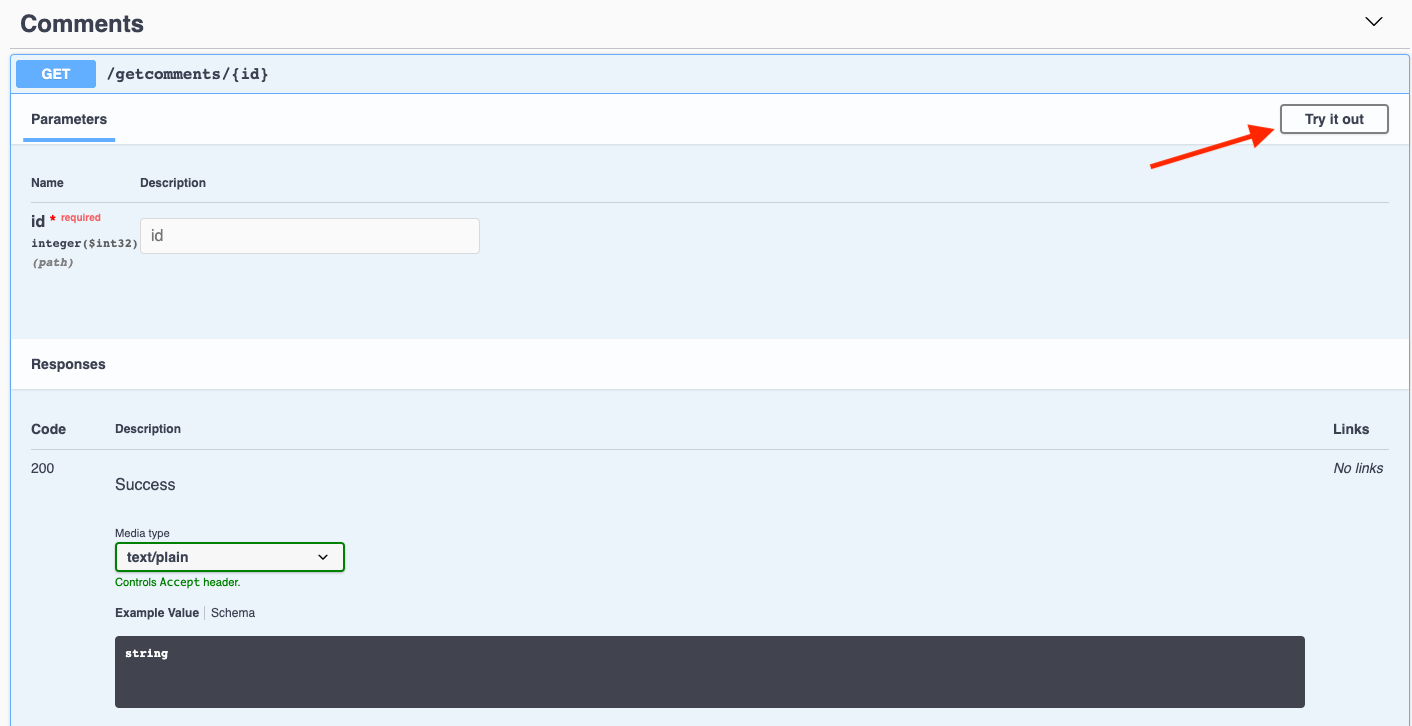 Comments
GET /getcomments/{id}
Parameters
Try it out
Name Description
id * required
integer($int32)
(path)
id
Responses
Code Description Links
200 Success No links
Media type
text/plain
Controls Accept header.
Example Value Schema
string